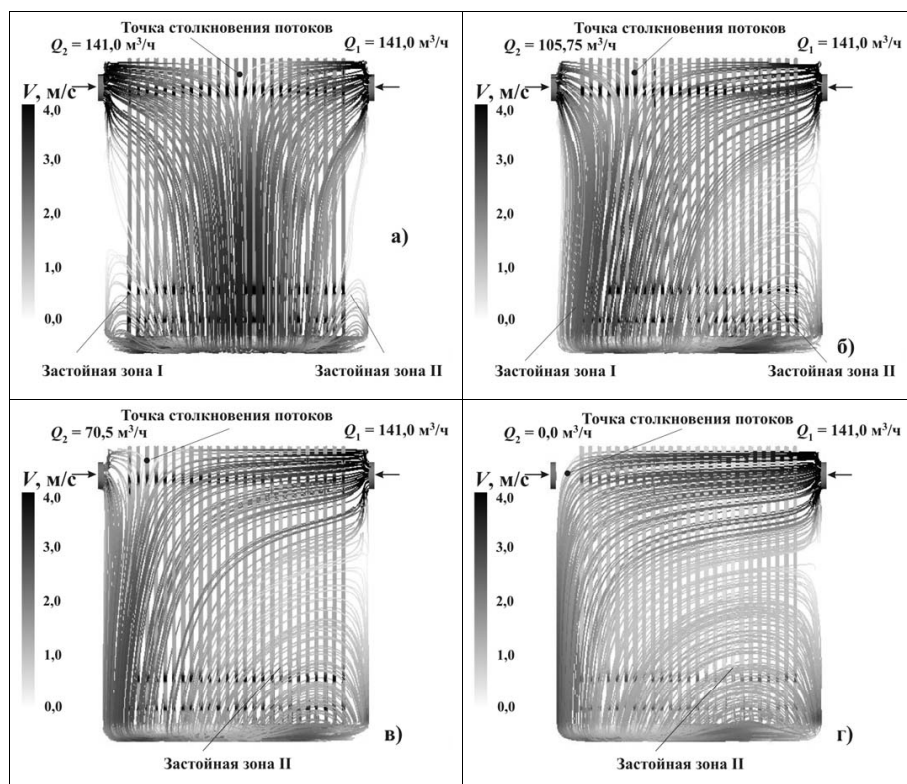 Точка столкновения потоков
Q₂ = 141,0 м³/ч
Q₁ = 141,0 м³/ч
V, м/с
4,0
3,0
2,0
1,0
0,0
а)
Застойная зона I
Застойная зона II
Точка столкновения потоков
Q₂ = 105,75 м³/ч
Q₁ = 141,0 м³/ч
V, м/с
4,0
3,0
2,0
1,0
0,0
б)
Застойная зона I
Застойная зона II
Точка столкновения потоков
Q₂ = 70,5 м³/ч
Q₁ = 141,0 м³/ч
V, м/с
4,0
3,0
2,0
1,0
0,0
в)
Застойная зона II
Точка столкновения потоков
Q₂ = 0,0 м³/ч
Q₁ = 141,0 м³/ч
V, м/с
4,0
3,0
2,0
1,0
0,0
г)
Застойная зона II